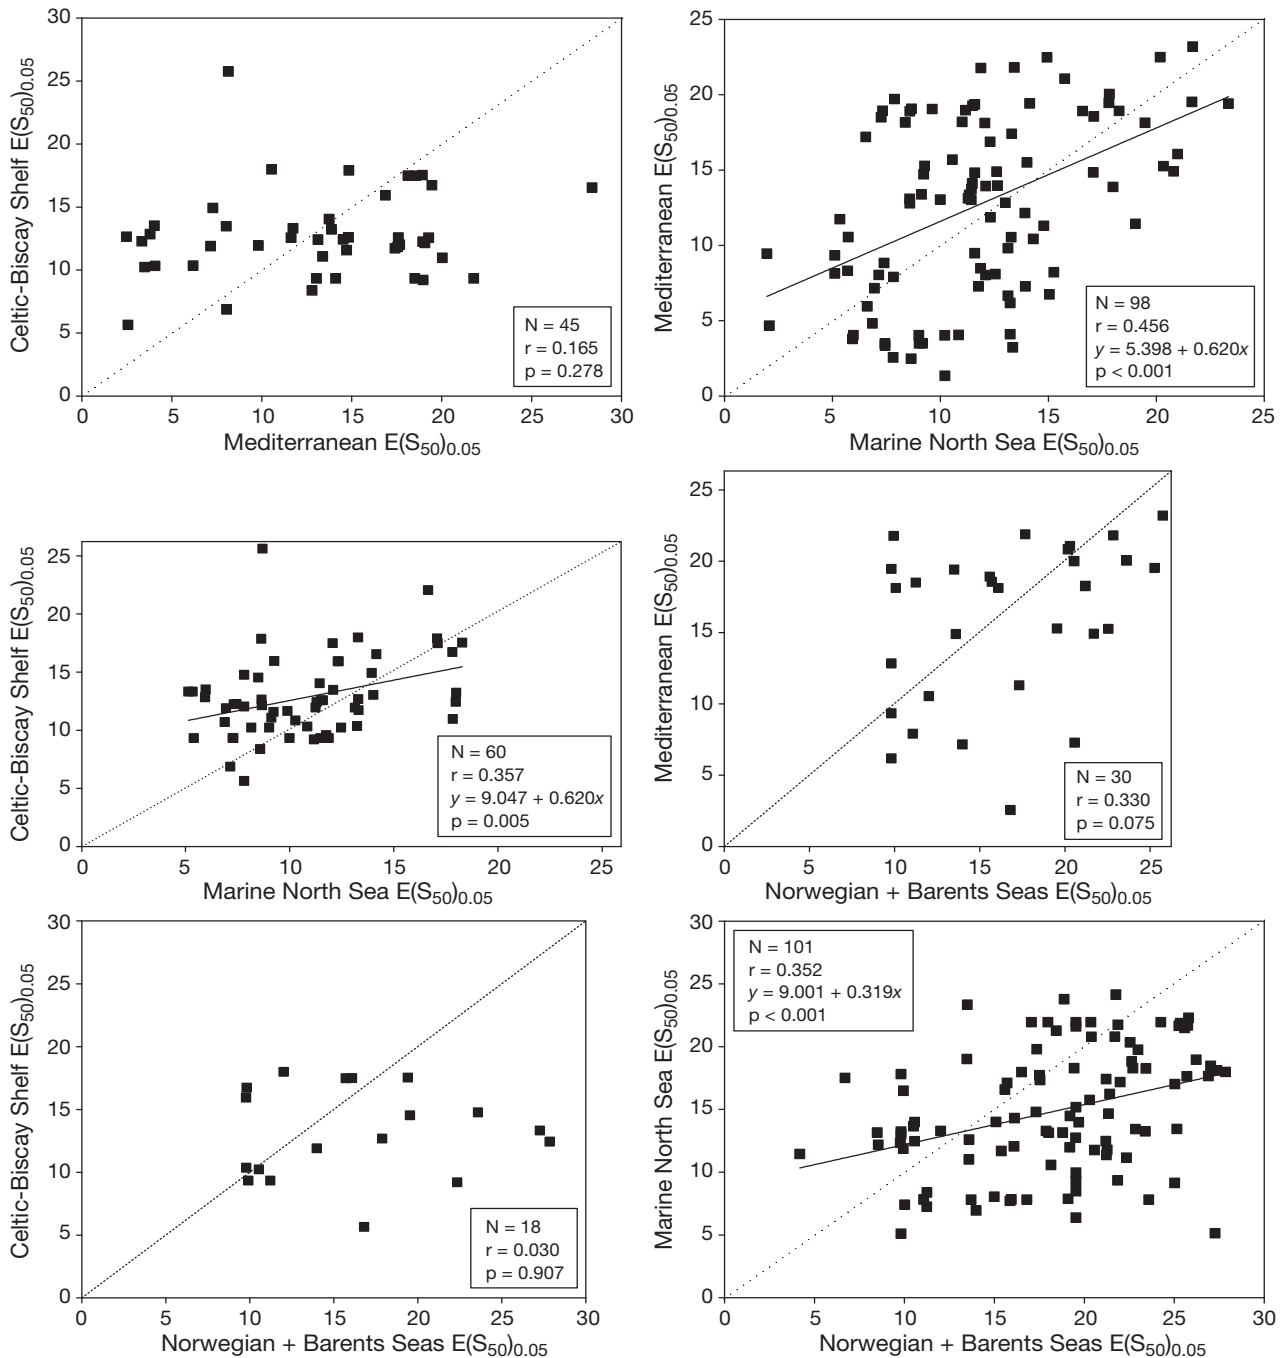 30
25
20
15
10
5
0
Celtic-Biscay Shelf E(S50)0.05
N = 45
r = 0.165
p = 0.278
0 5 10 15 20 25 30
Mediterranean E(S50)0.05
25
20
15
10
5
0
Mediterranean E(S50)0.05
N = 98
r = 0.456
y = 5.398 + 0.620x
p < 0.001
0 5 10 15 20 25
Marine North Sea E(S50)0.05
25
20
15
10
5
0
Celtic-Biscay Shelf E(S50)0.05
N = 60
r = 0.357
y = 9.047 + 0.620x
p = 0.005
0 5 10 15 20 25
Marine North Sea E(S50)0.05
25
20
15
10
5
0
Mediterranean E(S50)0.05
N = 30
r = 0.330
p = 0.075
0 5 10 15 20 25
Norwegian + Barents Seas E(S50)0.05
30
25
20
15
10
5
0
Celtic-Biscay Shelf E(S50)0.05
N = 18
r = 0.030
p = 0.907
0 5 10 15 20 25 30
Norwegian + Barents Seas E(S50)0.05
30
25
20
15
10
5
0
Marine North Sea E(S50)0.05
N = 101
r = 0.352
y = 9.001 + 0.319x
p < 0.001
0 5 10 15 20 25 30
Norwegian + Barents Seas E(S50)0.05